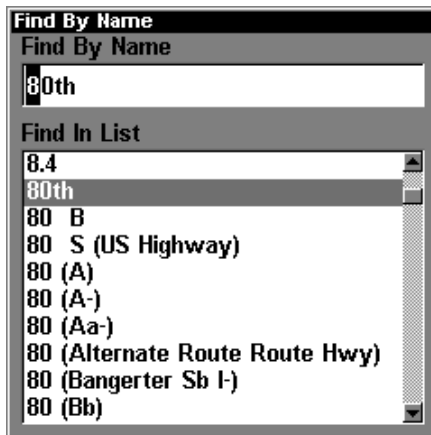 Find By Name
Find By Name
80th
Find In List
8.4
80th
80 B
80 S (US Highway)
80 (A)
80 (A-)
80 (Aa-)
80 (Alternate Route Route Hwy)
80 (Bangerter Sb I-)
80 (Bb)